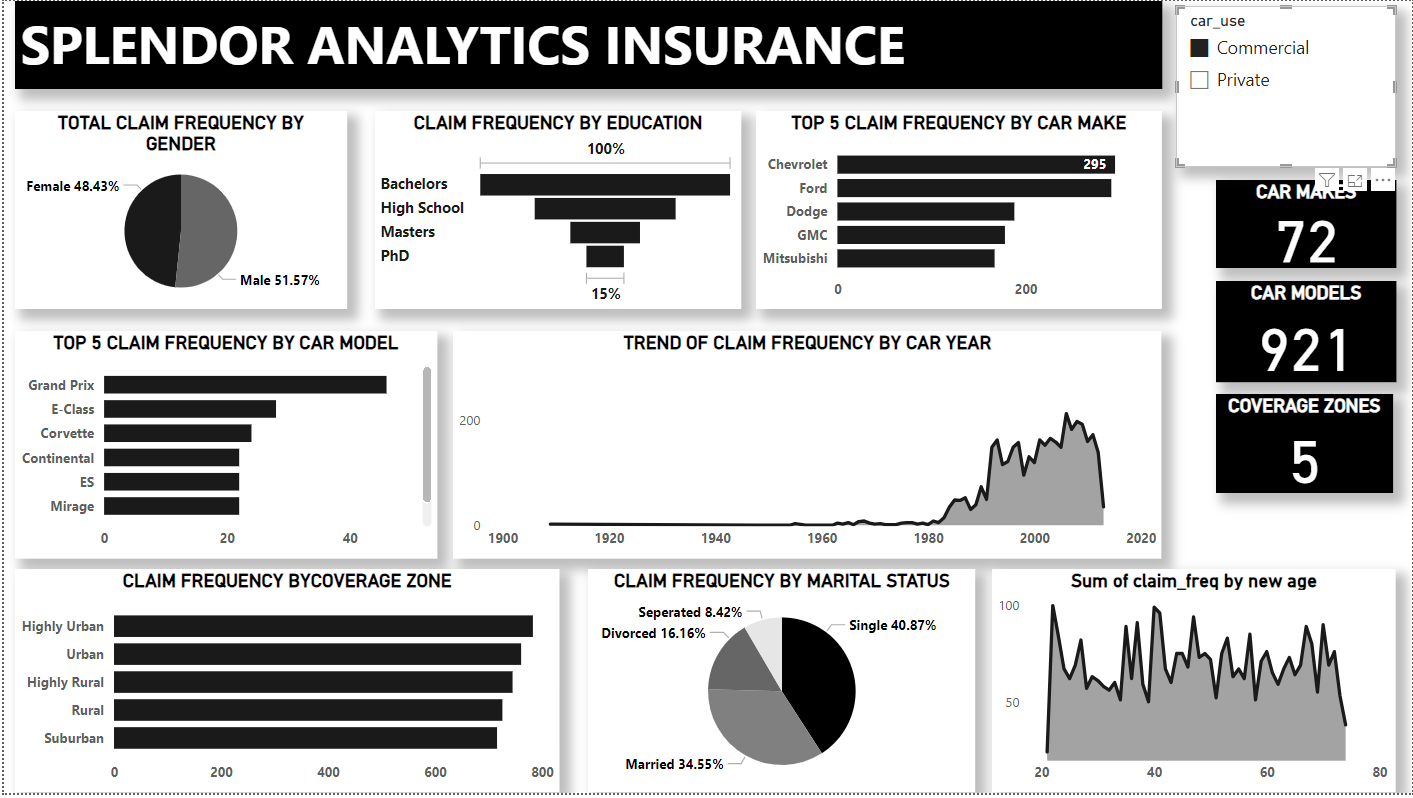 SPLENDOR ANALYTICS INSURANCE
car_use
Commercial
Private
TOTAL CLAIM FREQUENCY BY
GENDER
Female 48.43%
Male 51.57%
CLAIM FREQUENCY BY EDUCATION
100%
Bachelors
High School
Masters
PhD
15%
TOP 5 CLAIM FREQUENCY BY CAR MAKE
Chevrolet
295
Ford
Dodge
GMC
Mitsubishi
0 200
CAR MAKES
72
CAR MODELS
921
COVERAGE ZONES
5
TOP 5 CLAIM FREQUENCY BY CAR MODEL
Grand Prix
E-Class
Corvette
Continental
ES
Mirage
0 20 40
TREND OF CLAIM FREQUENCY BY CAR YEAR
200
0
1900 1920 1940 1960 1980 2000 2020
CLAIM FREQUENCY BYCOVERAGE ZONE
Highly Urban
Urban
Highly Rural
Rural
Suburban
0 200 400 600 800
CLAIM FREQUENCY BY MARITAL STATUS
Seperated 8.42%
Single 40.87%
Divorced 16.16%
Married 34.55%
Sum of claim_freq by new age
100
50
20 40 60 80